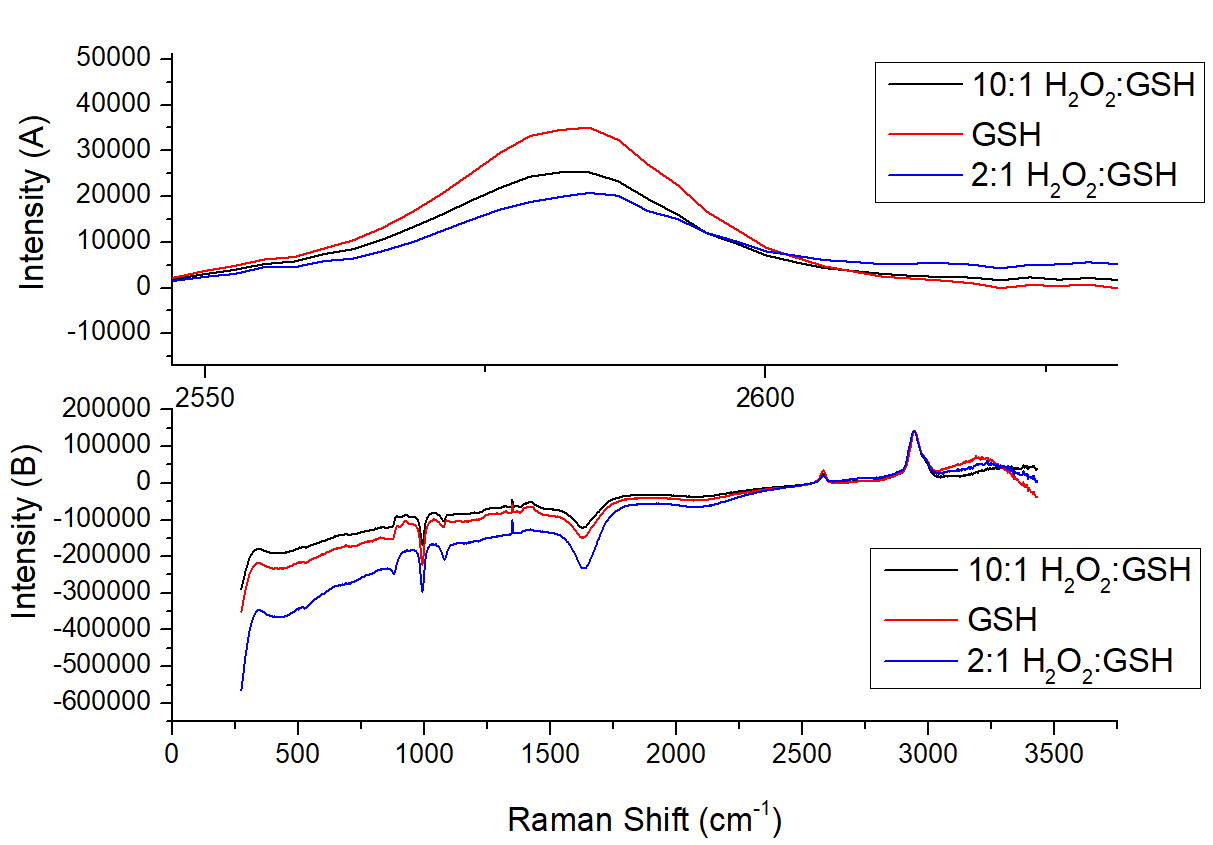 Intensity (A)
50000
40000
30000
20000
10000
0
-10000
2550
2600
10:1 H₂O₂:GSH
GSH
2:1 H₂O₂:GSH
Intensity (B)
200000
100000
0
-100000
-200000
-300000
-400000
-500000
-600000
0
500
1000
1500
2000
2500
3000
3500
10:1 H₂O₂:GSH
GSH
2:1 H₂O₂:GSH
Raman Shift (cm⁻¹)